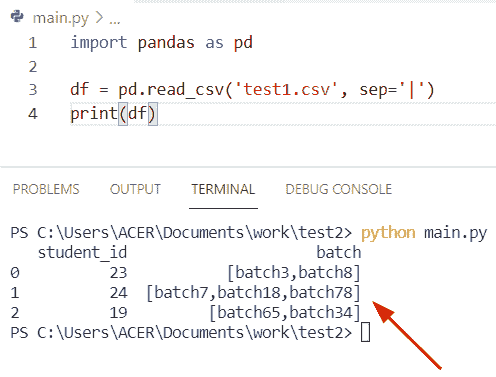 main.py > ...
1 import pandas as pd
2
3 df = pd.read_csv('test1.csv', sep='|')
4 print(df)
PROBLEMS OUTPUT TERMINAL DEBUG CONSOLE
PS C:\Users\ACER\Documents\work\test2> python main.py
student_id batch
0 23 [batch3,batch8]
1 24 [batch7,batch18,batch78]
2 19 [batch65,batch34]
PS C:\Users\ACER\Documents\work\test2>